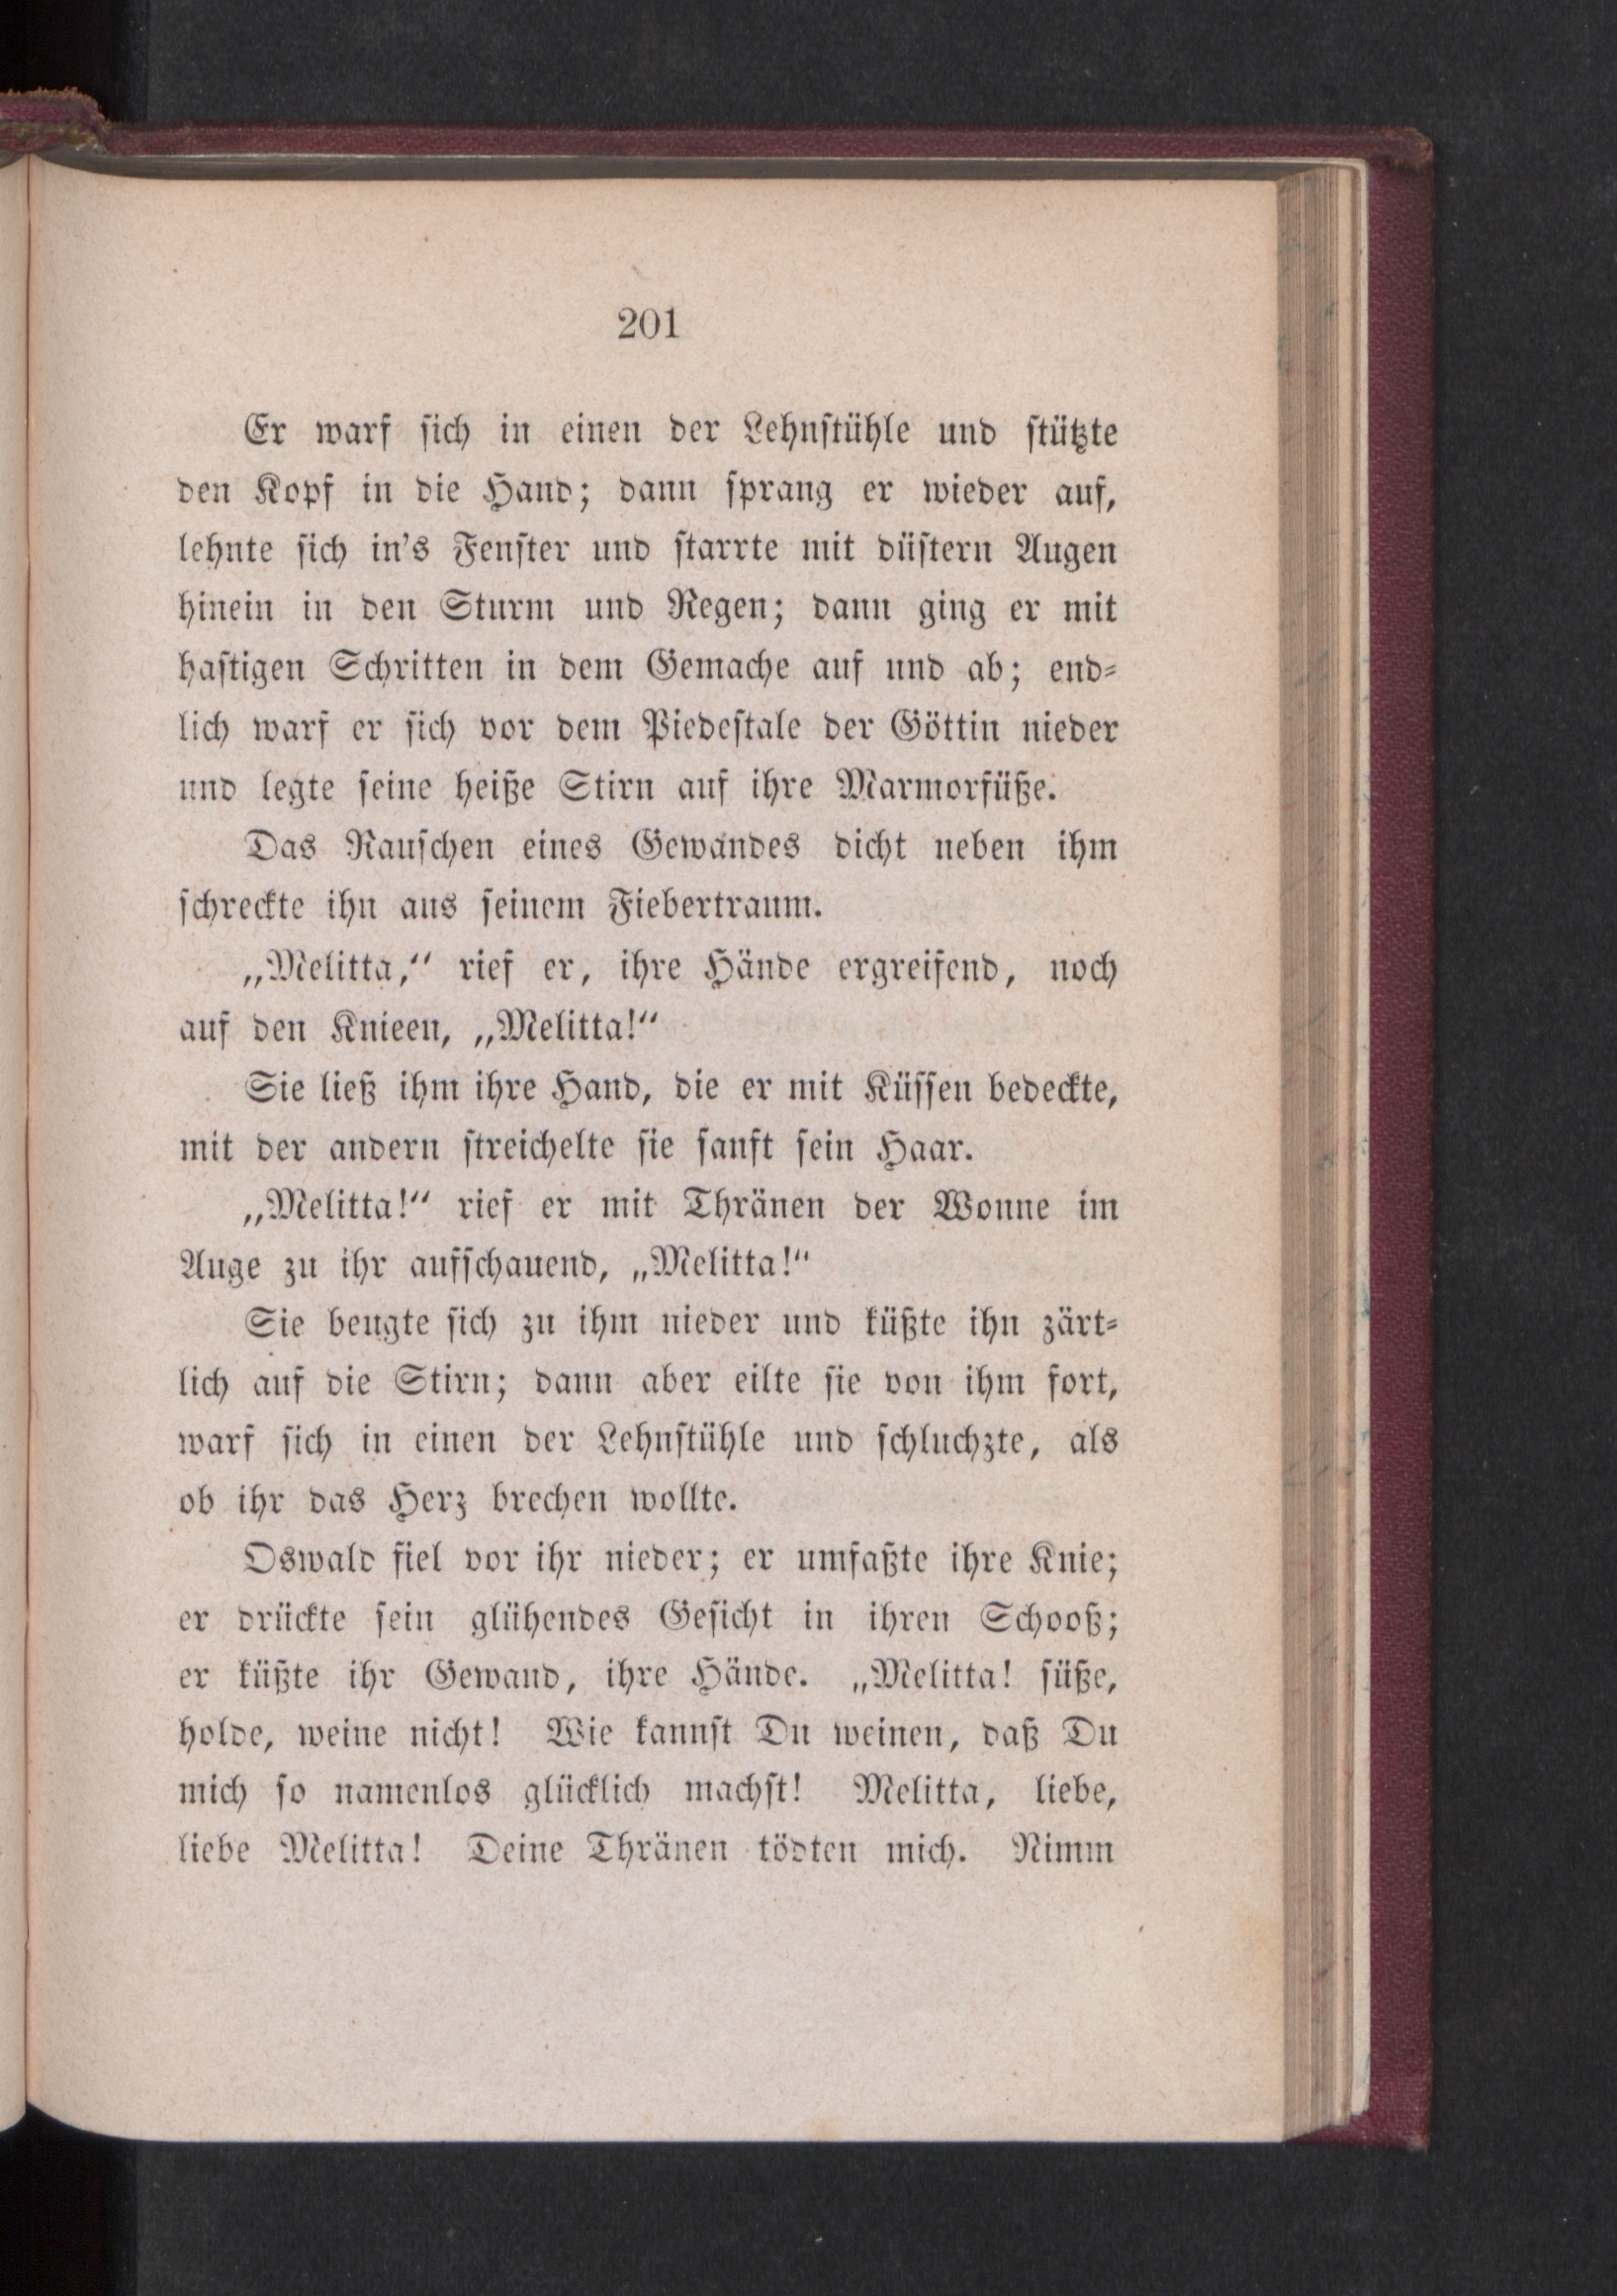 201
Er warf sich in einen der Lehnstühle und stützte
den Kopf in die Hand; dann sprang er wieder auf,
lehnte sich in's Fenster und starrte mit düstern Augen
hinein in den Sturm und Regen; dann ging er mit
hastigen Schritten in dem Gemache auf und ab; end-
lich warf er sich vor dem Piedestale der Göttin nieder
und legte seine heiße Stirn auf ihre Marmorfüße.
Das Rauschen eines Gewandes dicht neben ihm
schreckte ihn aus seinem Fiebertraum.
„Melitta,“ rief er, ihre Hände ergreifend, noch
auf den Knieen, „Melitta!“
Sie ließ ihm ihre Hand, die er mit Küssen bedeckte,
mit der andern streichelte sie sanft sein Haar.
„Melitta!“ rief er mit Thränen der Wonne im
Auge zu ihr aufschauend, „Melitta!“
Sie beugte sich zu ihm nieder und küßte ihn zärt-
lich auf die Stirn; dann aber eilte sie von ihm fort,
warf sich in einen der Lehnstühle und schluchzte, als
ob ihr das Herz brechen wollte.
Oswald fiel vor ihr nieder; er umfaßte ihre Knie;
er drückte sein glühendes Gesicht in ihren Schooß;
er küßte ihr Gewand, ihre Hände. „Melitta! süße,
holde, weine nicht! Wie kannst Du weinen, daß Du
mich so namenlos glücklich machst! Melitta, liebe,
liebe Melitta! Deine Thränen tödten mich. Nimm